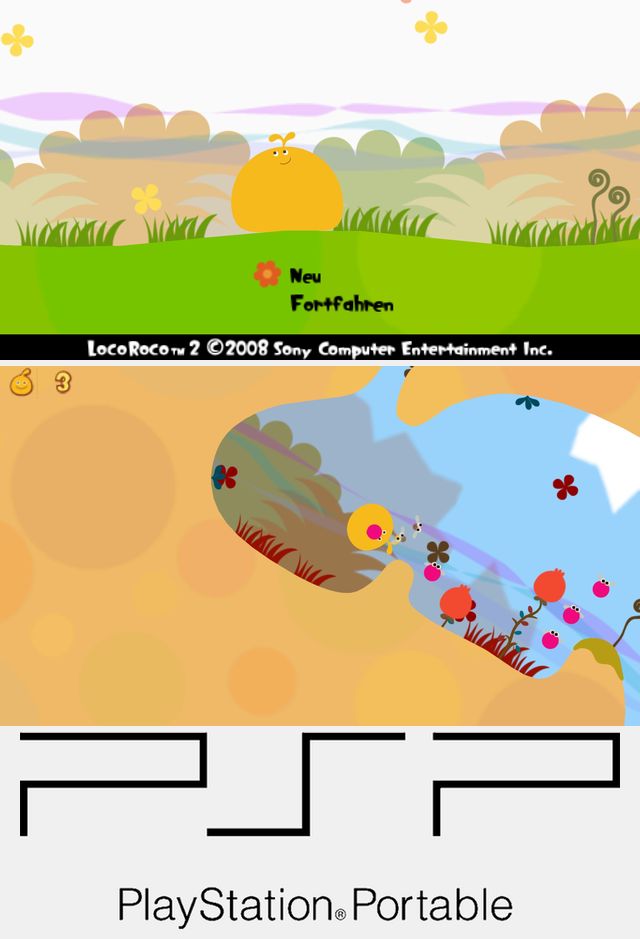 Neu
Fortfahren
LocoRoco™ 2 ©2008 Sony Computer Entertainment Inc.
3
PSP
PlayStation®Portable